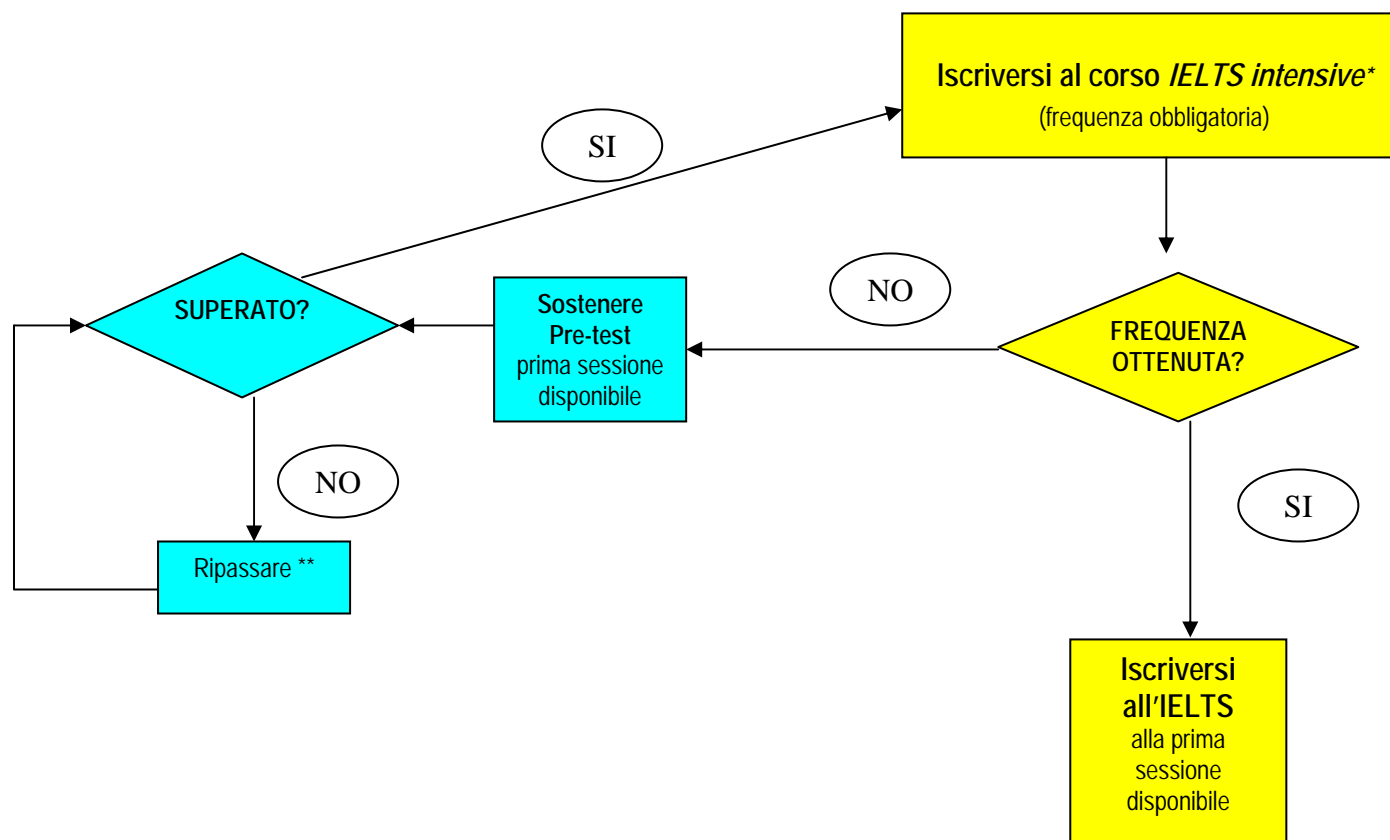 Iscriversi al corso IELTS intensive*
(frequenza obbligatoria)
SI
SUPERATO?
Sostenere
Pre-test
prima sessione
disponibile
NO
FREQUENZA
OTTENUTA?
NO
SI
Ripassare **
Iscriversi
all'IELTS
alla prima
sessione
disponibile